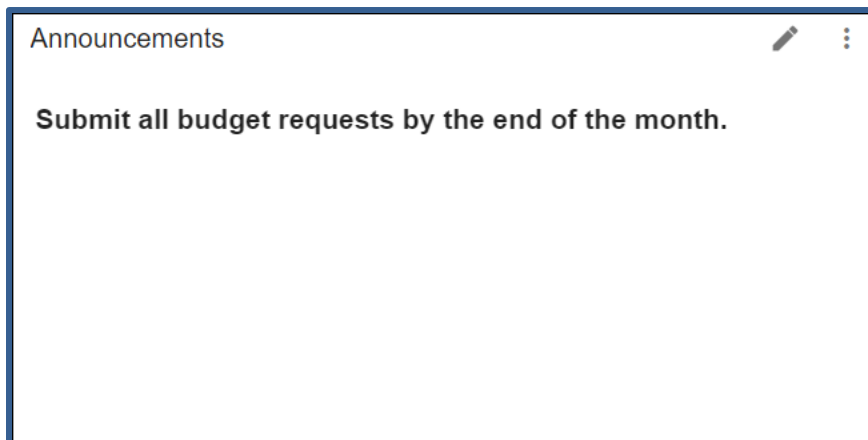 Announcements
Submit all budget requests by the end of the month.